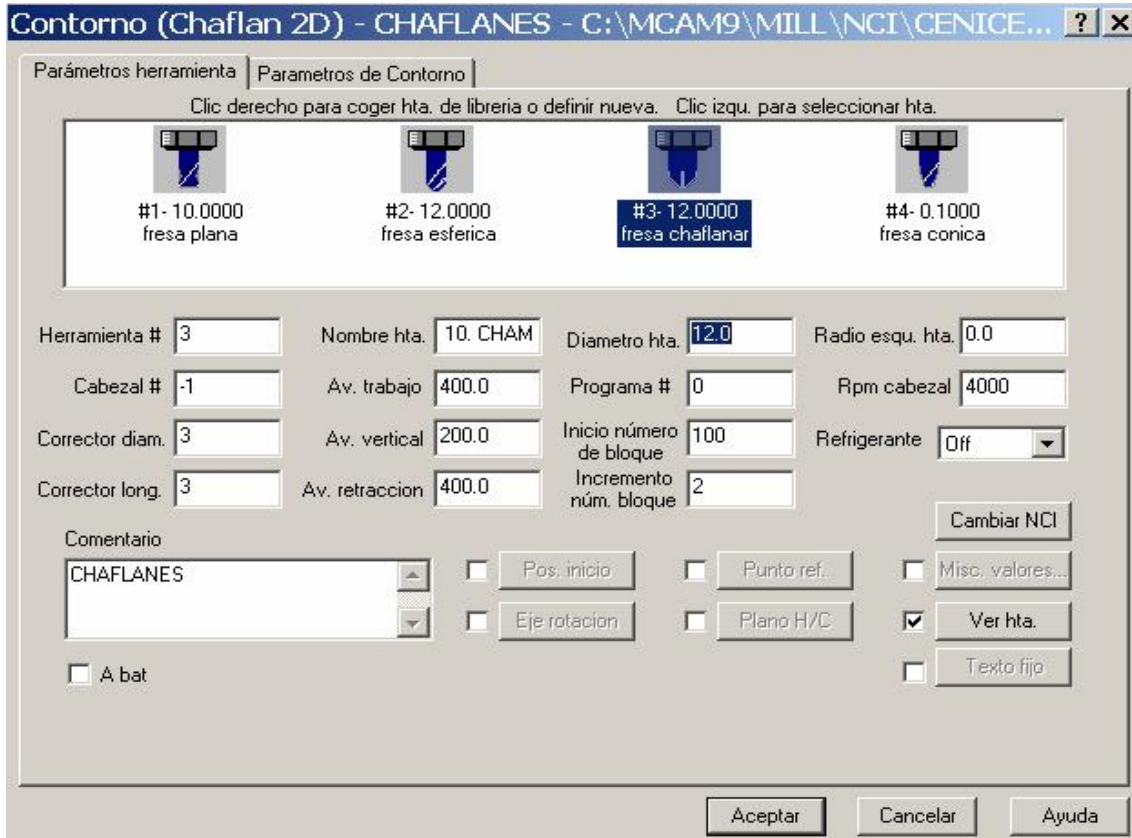 Contorno (Chaflan 2D) - CHAFLANES - C:\MCAM9\MILL\NCI\CENICE...
Parámetros herramienta Parametros de Contorno
Clic derecho para coger hta. de libreria o definir nueva. Clic izqu. para seleccionar hta.
#1- 10.0000 #2- 12.0000 #3- 12.0000 #4- 0.1000
fresa plana fresa esferica fresa chaflanar fresa conica
Herramienta # 3 Nombre hta. 10. CHAM Diametro hta. 12.0 Radio esqu. hta. 0.0
Cabezal # -1 Av. trabajo 400.0 Programa # 0 Rpm cabezal 4000
Corrector diam. 3 Av. vertical 200.0 Inicio número de bloque 100 Refrigerante Off
Corrector long. 3 Av. retraccion 400.0 Incremento núm. bloque 2
Cambiar NCI
Comentario
CHAFLANES Pos. inicio Punto ref. Misc. valores...
Eje rotacion Plano H/C Ver hta.
A bat Texto fijo
Aceptar Cancelar Ayuda